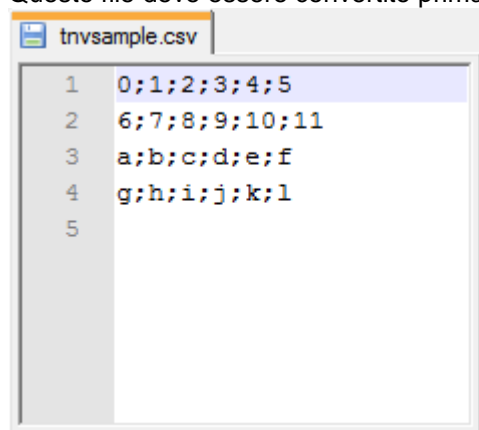 Questo file deve essere convertito prima
tnvsample.csv
1 0;1;2;3;4;5
2 6;7;8;9;10;11
3 a;b;c;d;e;f
4 g;h;i;j;k;l
5